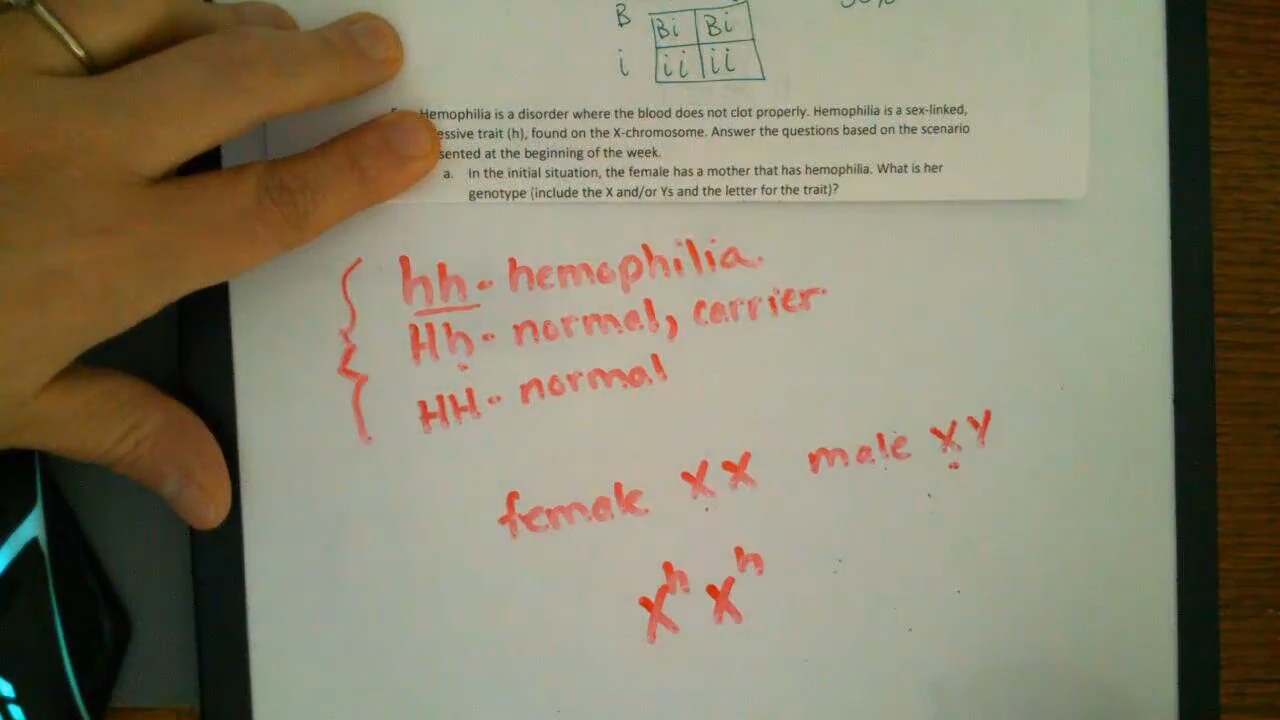 B Bi Bi
i ii ii
Hemophilia is a disorder where the blood does not clot properly. Hemophilia is a sex-linked,
essive trait (h), found on the X-chromosome. Answer the questions based on the scenario
sented at the beginning of the week.
a. In the initial situation, the female has a mother that has hemophilia. What is her
genotype (include the X and/or Ys and the letter for the trait)?
hh - hemophilia.
Hh - normal, carrier
HH - normal
female XX male XY
X^h X^h